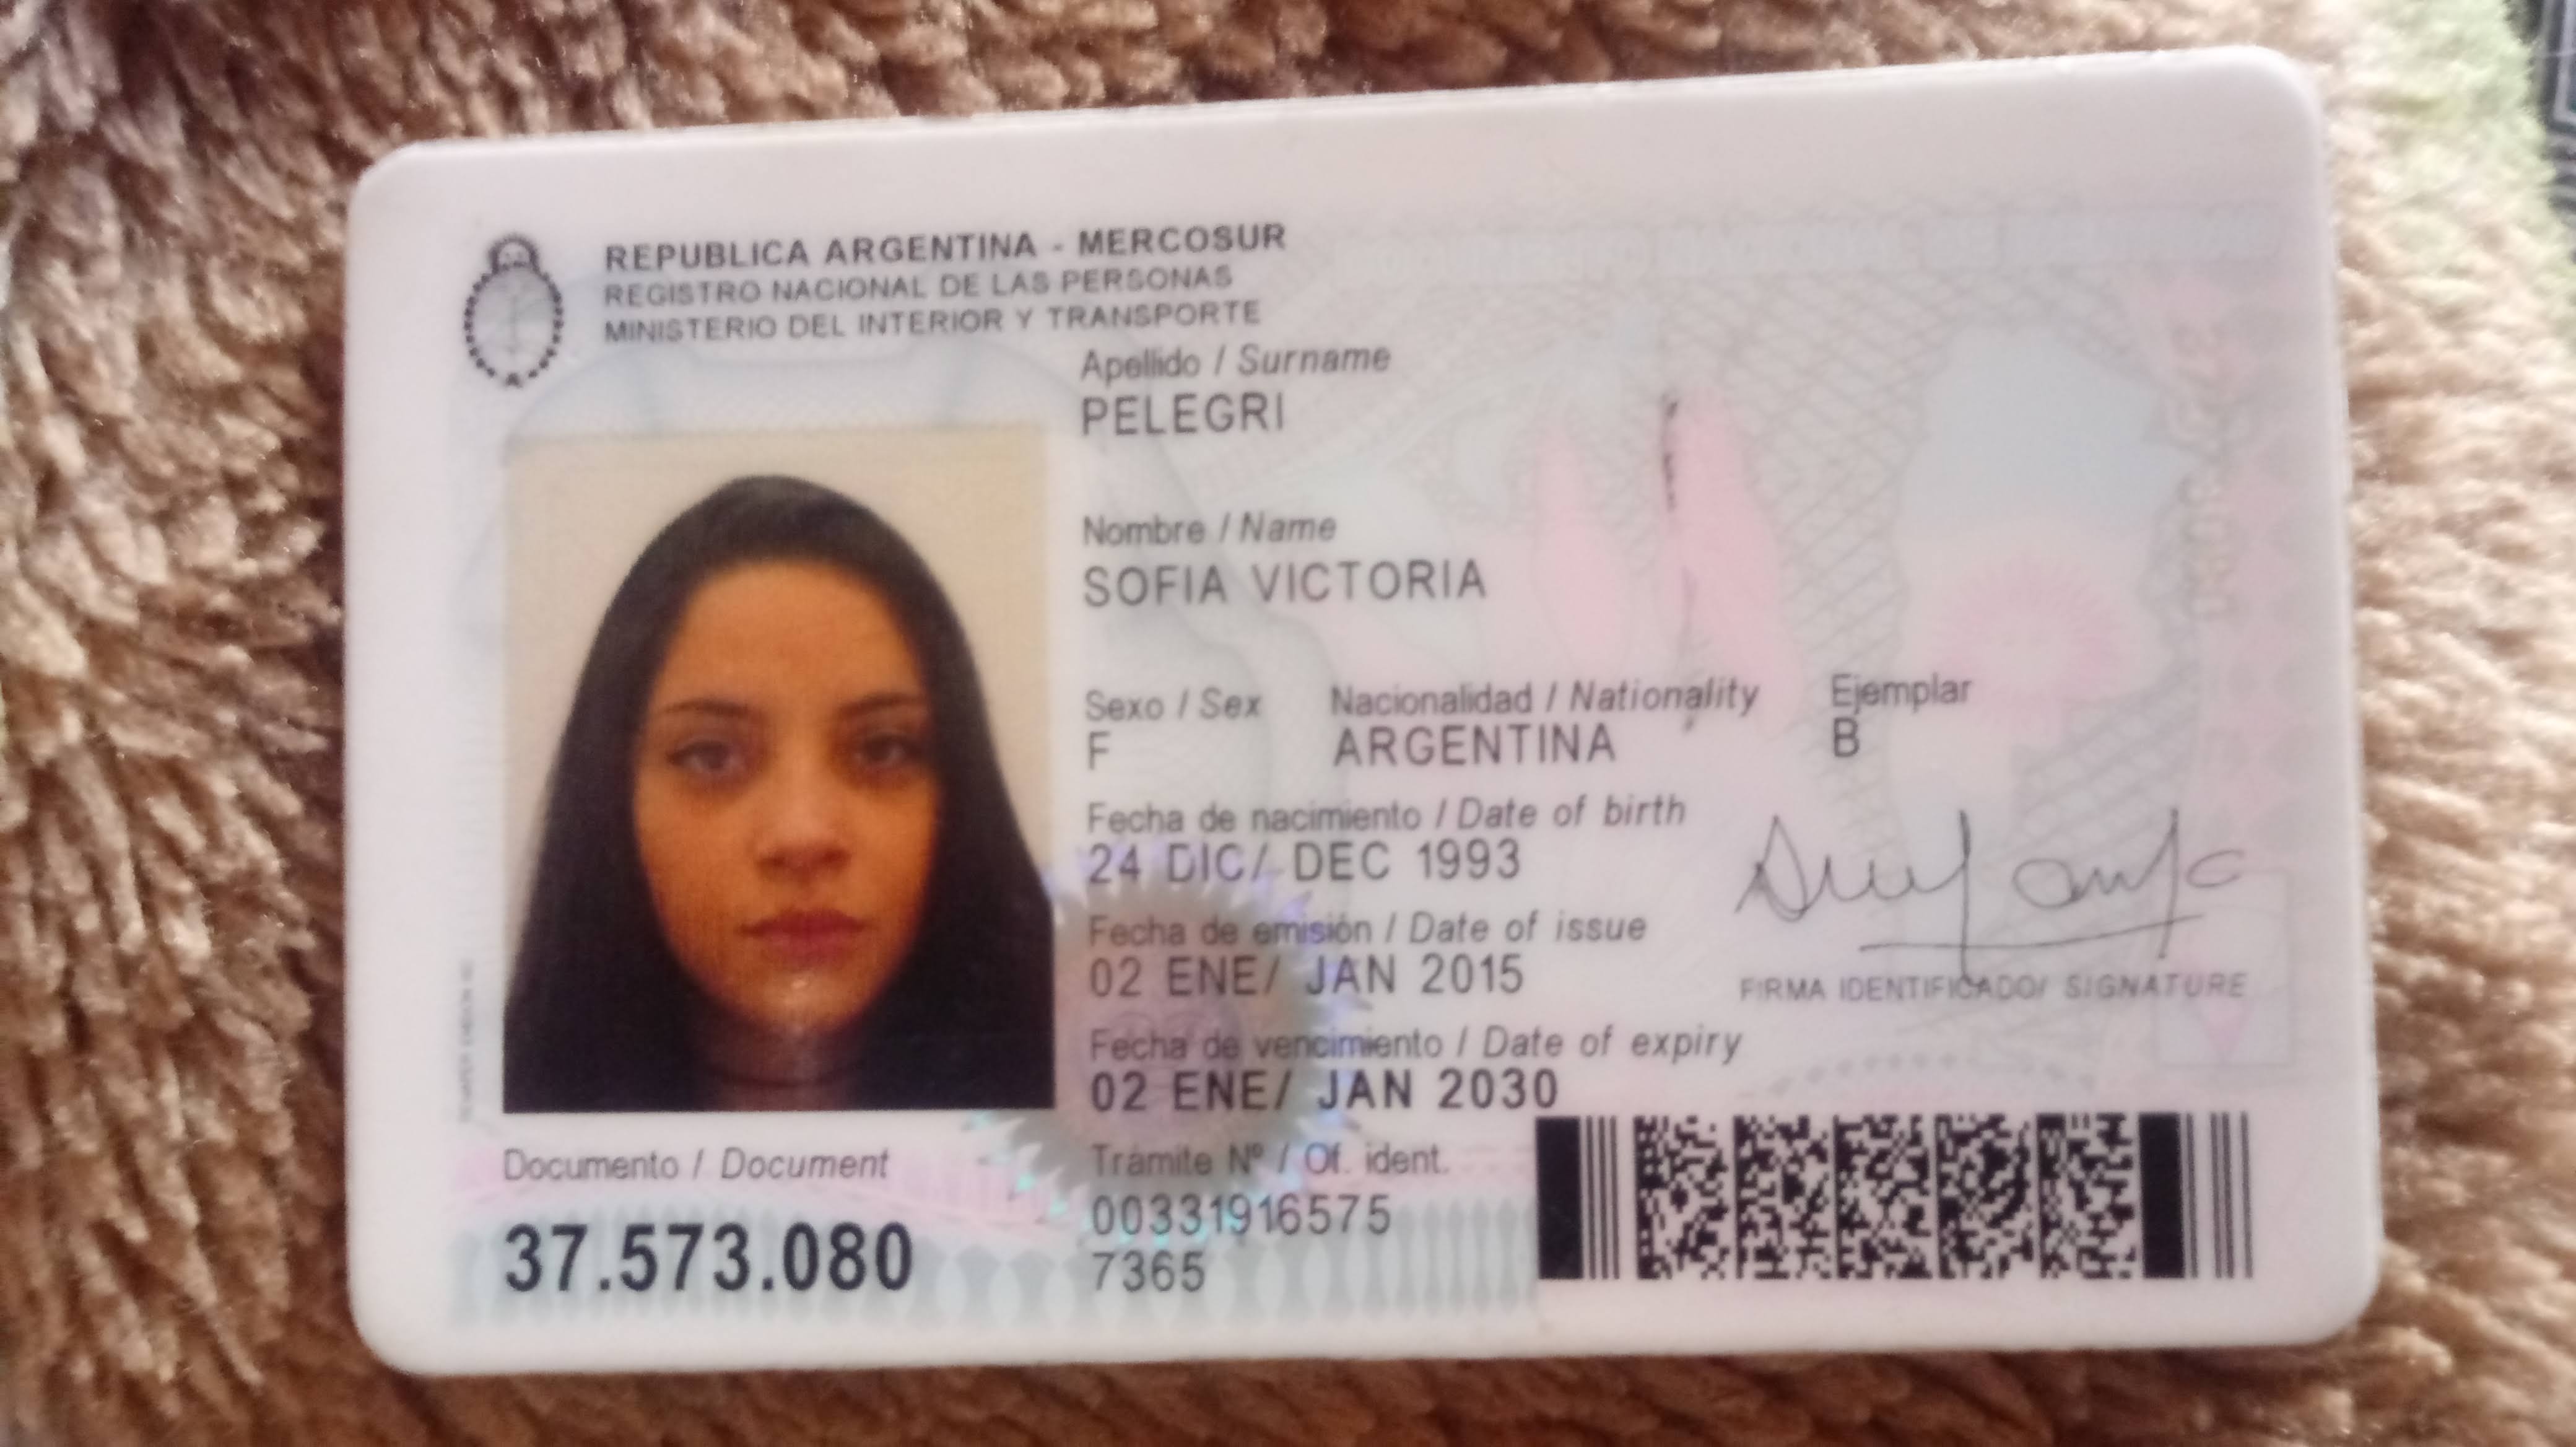 REPUBLICA ARGENTINA - MERCOSUR
REGISTRO NACIONAL DE LAS PERSONAS
MINISTERIO DEL INTERIOR Y TRANSPORTE
Apellido / Surname
PELEGRI
Nombre / Name
SOFIA VICTORIA
Sexo / Sex Nacionalidad / Nationality Ejemplar
F ARGENTINA B
Fecha de nacimiento / Date of birth
24 DIC/ DEC 1993
Fecha de emisión / Date of issue
02 ENE/ JAN 2015
FIRMA IDENTIFICADO/ SIGNATURE
Fecha de vencimiento / Date of expiry
02 ENE/ JAN 2030
Documento / Document
37.573.080
Trámite Nº / Of. ident.
00331916575
7365